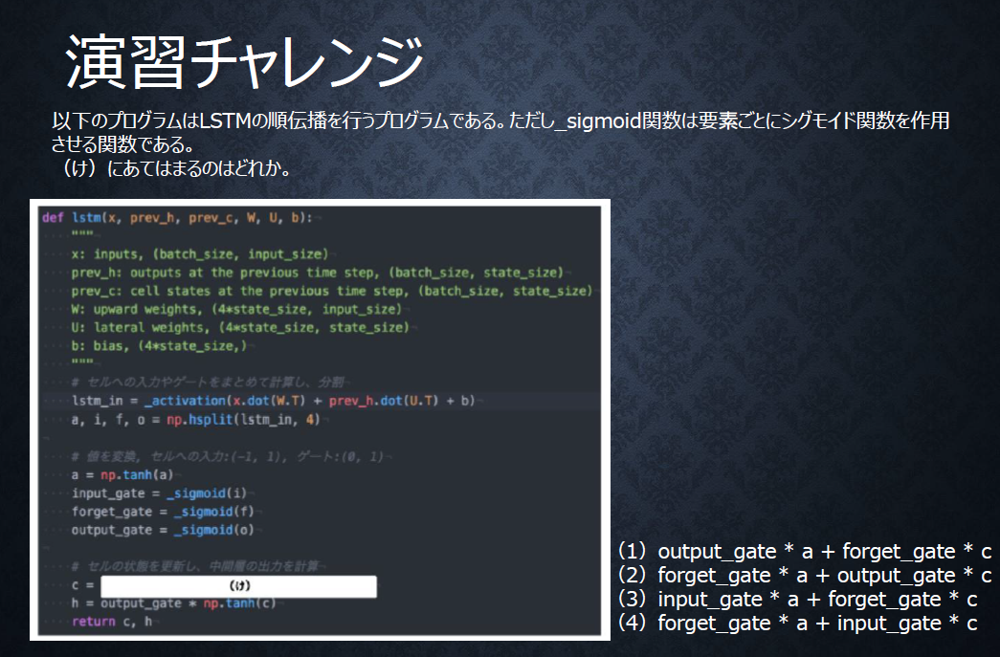 演習チャレンジ
以下のプログラムはLSTMの順伝播を行うプログラムである。ただし_sigmoid関数は要素ごとにシグモイド関数を作用
させる関数である。
（け）にあてはまるのはどれか。
def lstm(x, prev_h, prev_c, W, U, b):
"""
x: inputs, (batch_size, input_size)
prev_h: outputs at the previous time step, (batch_size, state_size)
prev_c: cell states at the previous time step, (batch_size, state_size)
W: upward weights, (4*state_size, input_size)
U: lateral weights, (4*state_size, state_size)
b: bias, (4*state_size,)
"""
# セルへの入力やゲートをまとめて計算し、分割
lstm_in = _activation(x.dot(W.T) + prev_h.dot(U.T) + b)
a, i, f, o = np.hsplit(lstm_in, 4)
# 値を変換, セルへの入力:(-1, 1), ゲート:(0, 1)
a = np.tanh(a)
input_gate = _sigmoid(i)
forget_gate = _sigmoid(f)
output_gate = _sigmoid(o)
# セルの状態を更新し、中間層の出力を計算
c = （け）
h = output_gate * np.tanh(c)
return c, h
（1）output_gate * a + forget_gate * c
（2）forget_gate * a + output_gate * c
（3）input_gate * a + forget_gate * c
（4）forget_gate * a + input_gate * c